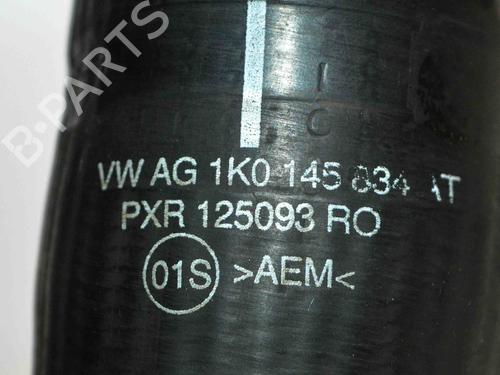 B-PARTS
VW AG 1K0 145 834 AT
PXR 125093 RO
01S >AEM<